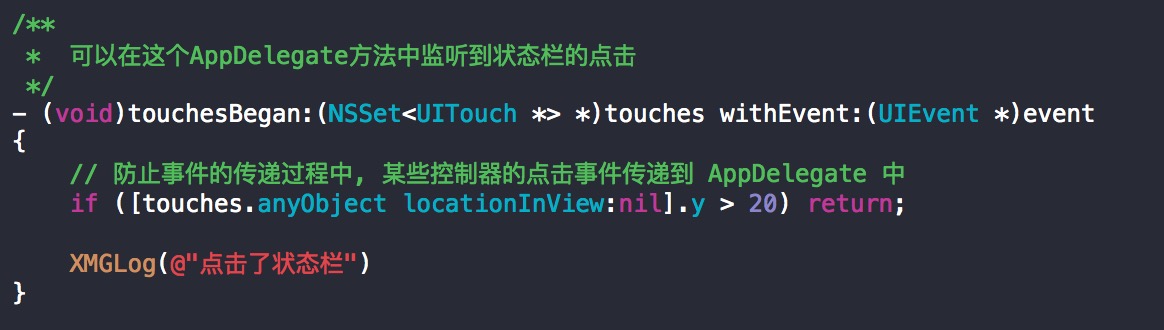 /**
 *  可以在这个AppDelegate方法中监听到状态栏的点击
 */
- (void)touchesBegan:(NSSet<UITouch *> *)touches withEvent:(UIEvent *)event
{
    // 防止事件的传递过程中, 某些控制器的点击事件传递到 AppDelegate 中
    if ([touches.anyObject locationInView:nil].y > 20) return;

    XMGLog(@"点击了状态栏")
}